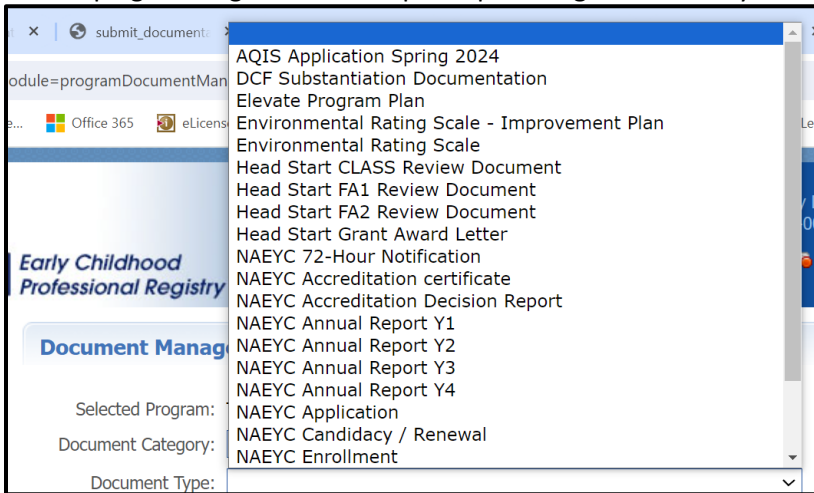 submit_documenta
odule=programDocumentMan
Office 365 eLicens
Early Childhood
Professional Registry
Document Manag
Selected Program:
Document Category:
Document Type:
AQIS Application Spring 2024
DCF Substantiation Documentation
Elevate Program Plan
Environmental Rating Scale - Improvement Plan
Environmental Rating Scale
Head Start CLASS Review Document
Head Start FA1 Review Document
Head Start FA2 Review Document
Head Start Grant Award Letter
NAEYC 72-Hour Notification
NAEYC Accreditation certificate
NAEYC Accreditation Decision Report
NAEYC Annual Report Y1
NAEYC Annual Report Y2
NAEYC Annual Report Y3
NAEYC Annual Report Y4
NAEYC Application
NAEYC Candidacy / Renewal
NAEYC Enrollment